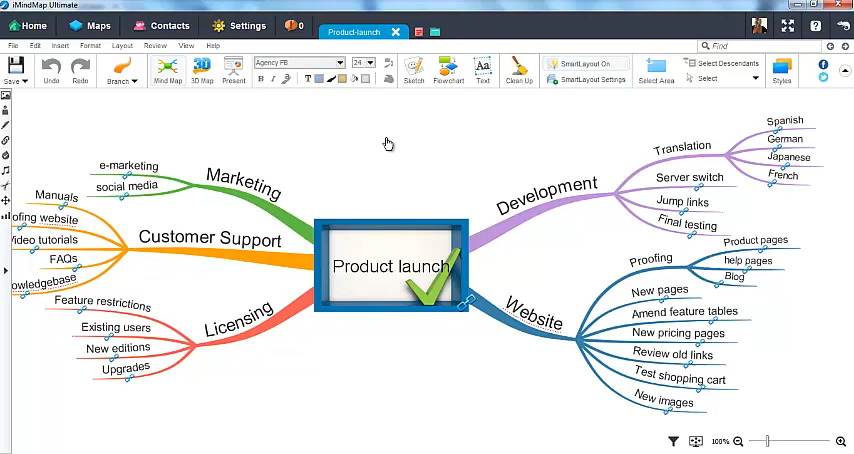 iMindMap Ultimate
Home Maps Contacts Settings 0
Product-launch
File Edit Insert Format Layout Review View Help
Find
Save Undo Redo Branch Mind Map 3D Map Present
Agency FB 24
B I T
Sketch Flowchart Text Clean Up
SmartLayout On
SmartLayout Settings
Select Area
Select Descendants
Select
Styles
Product launch
Marketing
e-marketing
social media
Customer Support
Manuals
ofing website
ideo tutorials
FAQs
owledgebase
Licensing
Feature restrictions
Existing users
New editions
Upgrades
Development
Translation
Spanish
German
Japanese
French
Server switch
Jump links
Final testing
Website
Proofing
Product pages
help pages
Blog
New pages
Amend feature tables
New pricing pages
Review old links
Test shopping cart
New images
100%